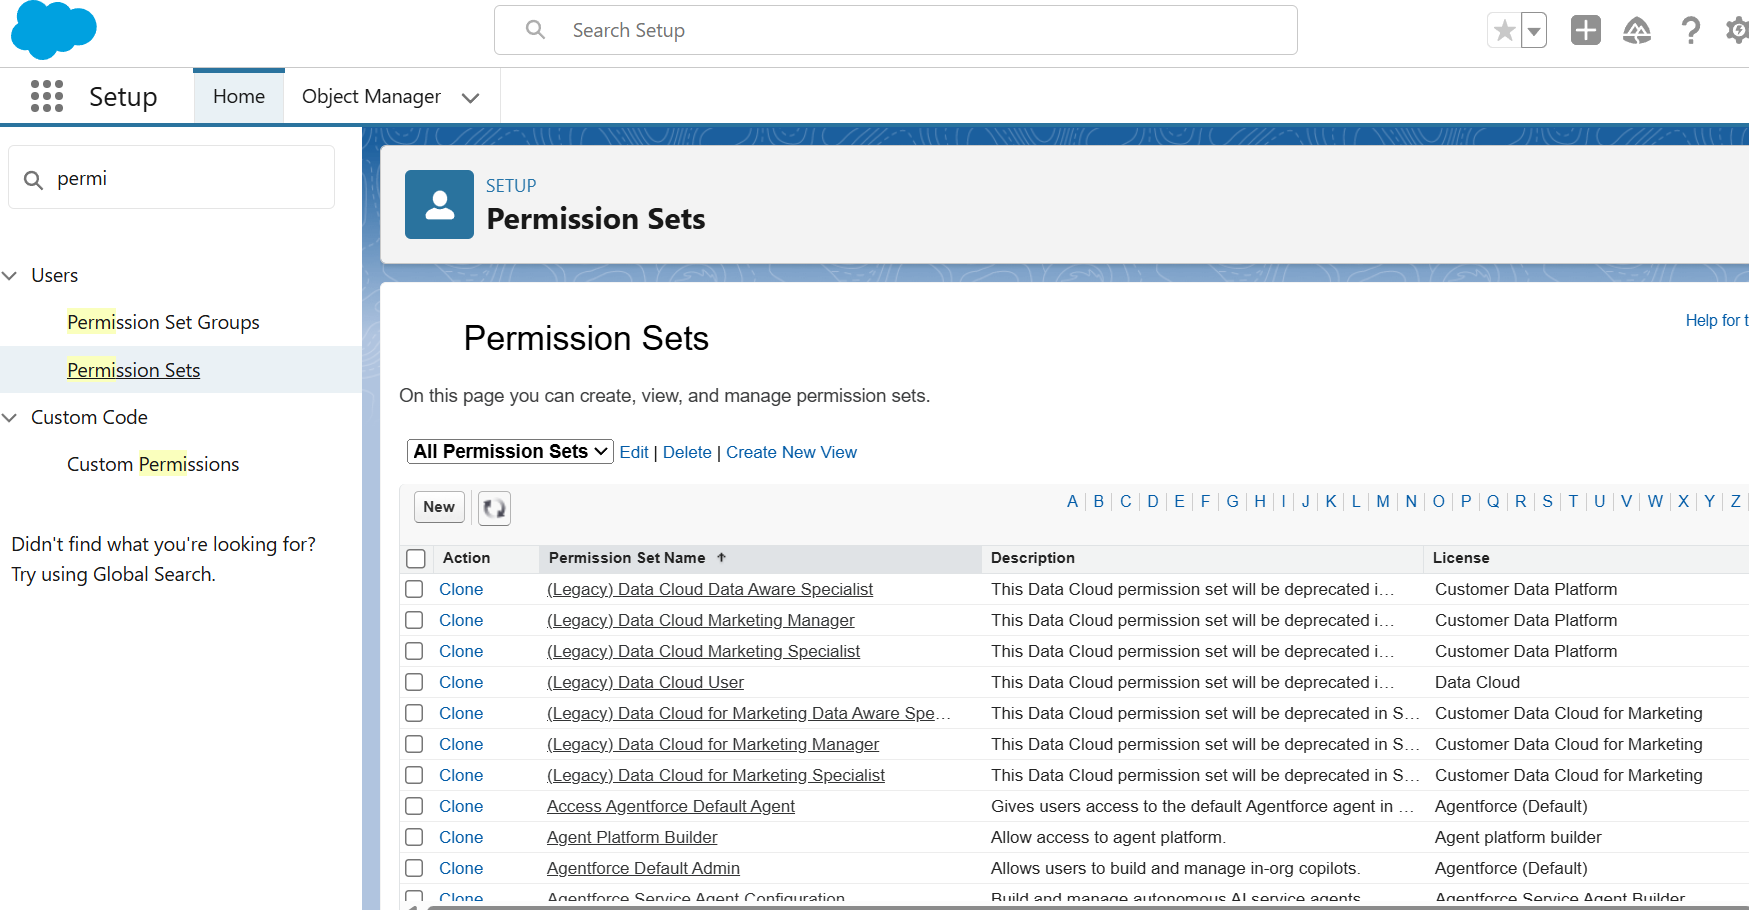 Search Setup
Setup
Home
Object Manager
permi
Users
Permission Set Groups
Permission Sets
Custom Code
Custom Permissions
Didn't find what you're looking for?
Try using Global Search.
SETUP
Permission Sets
Help for t
Permission Sets
On this page you can create, view, and manage permission sets.
All Permission Sets Edit | Delete | Create New View
New A | B | C | D | E | F | G | H | I | J | K | L | M | N | O | P | Q | R | S | T | U | V | W | X | Y | Z |
Action Permission Set Name ↑ Description License
Clone (Legacy) Data Cloud Data Aware Specialist This Data Cloud permission set will be deprecated i... Customer Data Platform
Clone (Legacy) Data Cloud Marketing Manager This Data Cloud permission set will be deprecated i... Customer Data Platform
Clone (Legacy) Data Cloud Marketing Specialist This Data Cloud permission set will be deprecated i... Customer Data Platform
Clone (Legacy) Data Cloud User This Data Cloud permission set will be deprecated i... Data Cloud
Clone (Legacy) Data Cloud for Marketing Data Aware Spe... This Data Cloud permission set will be deprecated in S... Customer Data Cloud for Marketing
Clone (Legacy) Data Cloud for Marketing Manager This Data Cloud permission set will be deprecated in S... Customer Data Cloud for Marketing
Clone (Legacy) Data Cloud for Marketing Specialist This Data Cloud permission set will be deprecated in S... Customer Data Cloud for Marketing
Clone Access Agentforce Default Agent Gives users access to the default Agentforce agent in ... Agentforce (Default)
Clone Agent Platform Builder Allow access to agent platform. Agent platform builder
Clone Agentforce Default Admin Allows users to build and manage in-org copilots. Agentforce (Default)
Clone Agentforce Service Agent Configuration Build and manage autonomous AI service agents. Agentforce Service Agent Builder